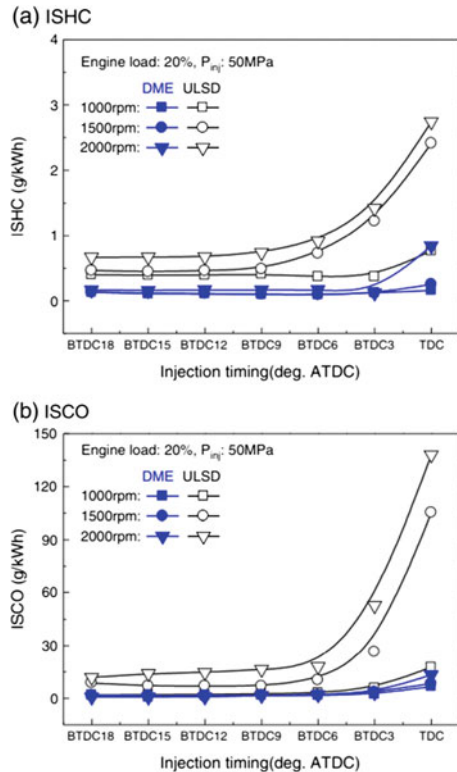 (a) ISHC
Engine load: 20%, Pinj: 50MPa
DME ULSD
1000rpm:
1500rpm:
2000rpm:
4
3
2
1
0
ISHC (g/kWh)
BTDC18 BTDC15 BTDC12 BTDC9 BTDC6 BTDC3 TDC
Injection timing(deg. ATDC)
(b) ISCO
Engine load: 20%, Pinj: 50MPa
DME ULSD
1000rpm:
1500rpm:
2000rpm:
150
120
90
60
30
0
ISCO (g/kWh)
BTDC18 BTDC15 BTDC12 BTDC9 BTDC6 BTDC3 TDC
Injection timing(deg. ATDC)